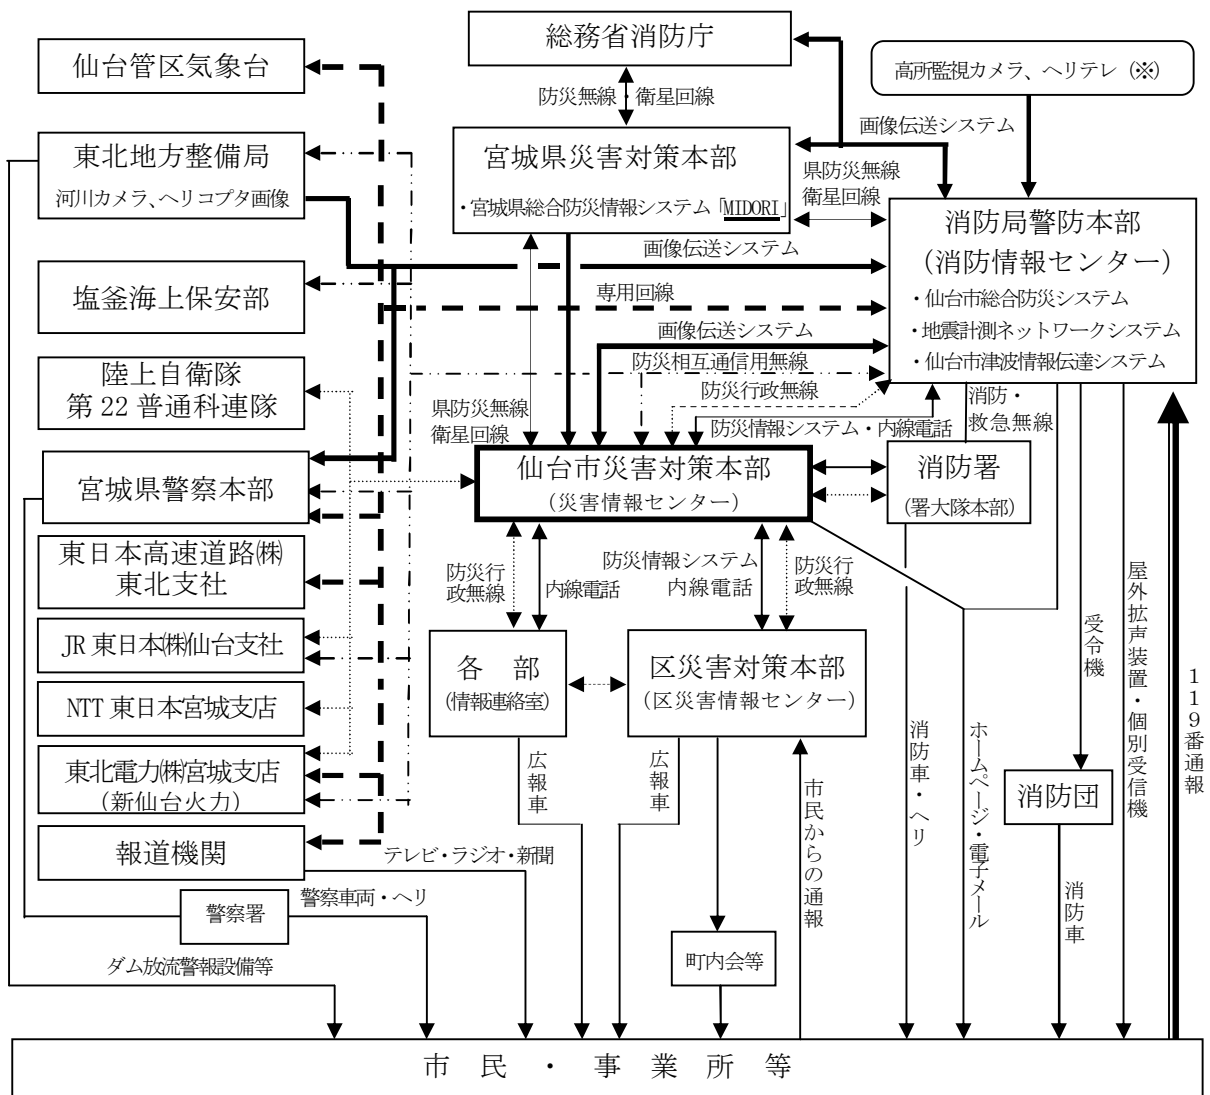 総務省消防庁
仙台管区気象台
高所監視カメラ、ヘリテレ（※）
防災無線・衛星回線
画像伝送システム
東北地方整備局
河川カメラ、ヘリコプタ画像
宮城県災害対策本部
・宮城県総合防災情報システム「MIDORI」
県防災無線
衛星回線
消防局警防本部
（消防情報センター）
・仙台市総合防災システム
・地震計測ネットワークシステム
・仙台市津波情報伝達システム
画像伝送システム
塩釜海上保安部
専用回線
画像伝送システム
防災相互通信用無線
陸上自衛隊
第22普通科連隊
防災行政無線
県防災無線
衛星回線
防災情報システム・内線電話
消防・
救急無線
宮城県警察本部
仙台市災害対策本部
（災害情報センター）
消防署
（署大隊本部）
東日本高速道路㈱
東北支社
防災行
政無線
内線電話
防災情報システム
内線電話
防災行
政無線
屋外拡声装置・個別受信機
受令機
119番通報
JR東日本㈱仙台支社
各部
（情報連絡室）
区災害対策本部
（区災害情報センター）
NTT東日本宮城支店
東北電力㈱宮城支店
（新仙台火力）
広報車
広報車
市民からの通報
消防車・ヘリ
ホームページ・電子メール
消防団
報道機関
テレビ・ラジオ・新聞
警察署
警察車両・ヘリ
消防車
町内会等
ダム放流警報設備等
市民・事業所等